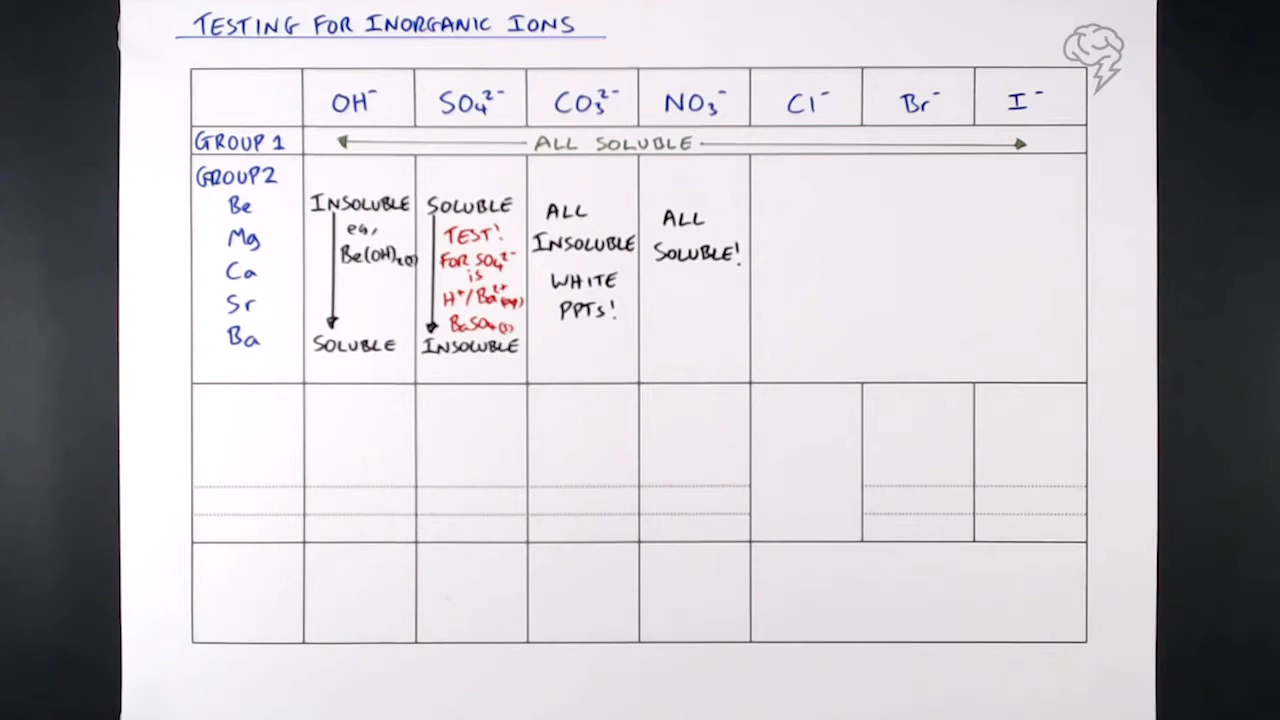 TESTING FOR INORGANIC IONS
OH⁻ SO₄²⁻ CO₃²⁻ NO₃⁻ Cl⁻ Br⁻ I⁻
GROUP 1 ALL SOLUBLE
GROUP 2
Be
Mg
Ca
Sr
Ba
INSOLUBLE
eg,
Be(OH)₂(s)
SOLUBLE
SOLUBLE
TEST!
FOR SO₄²⁻
is
H⁺/Ba²⁺(aq)
BaSO₄(s)
INSOLUBLE
ALL
INSOLUBLE
WHITE
PPTs!
ALL
SOLUBLE!